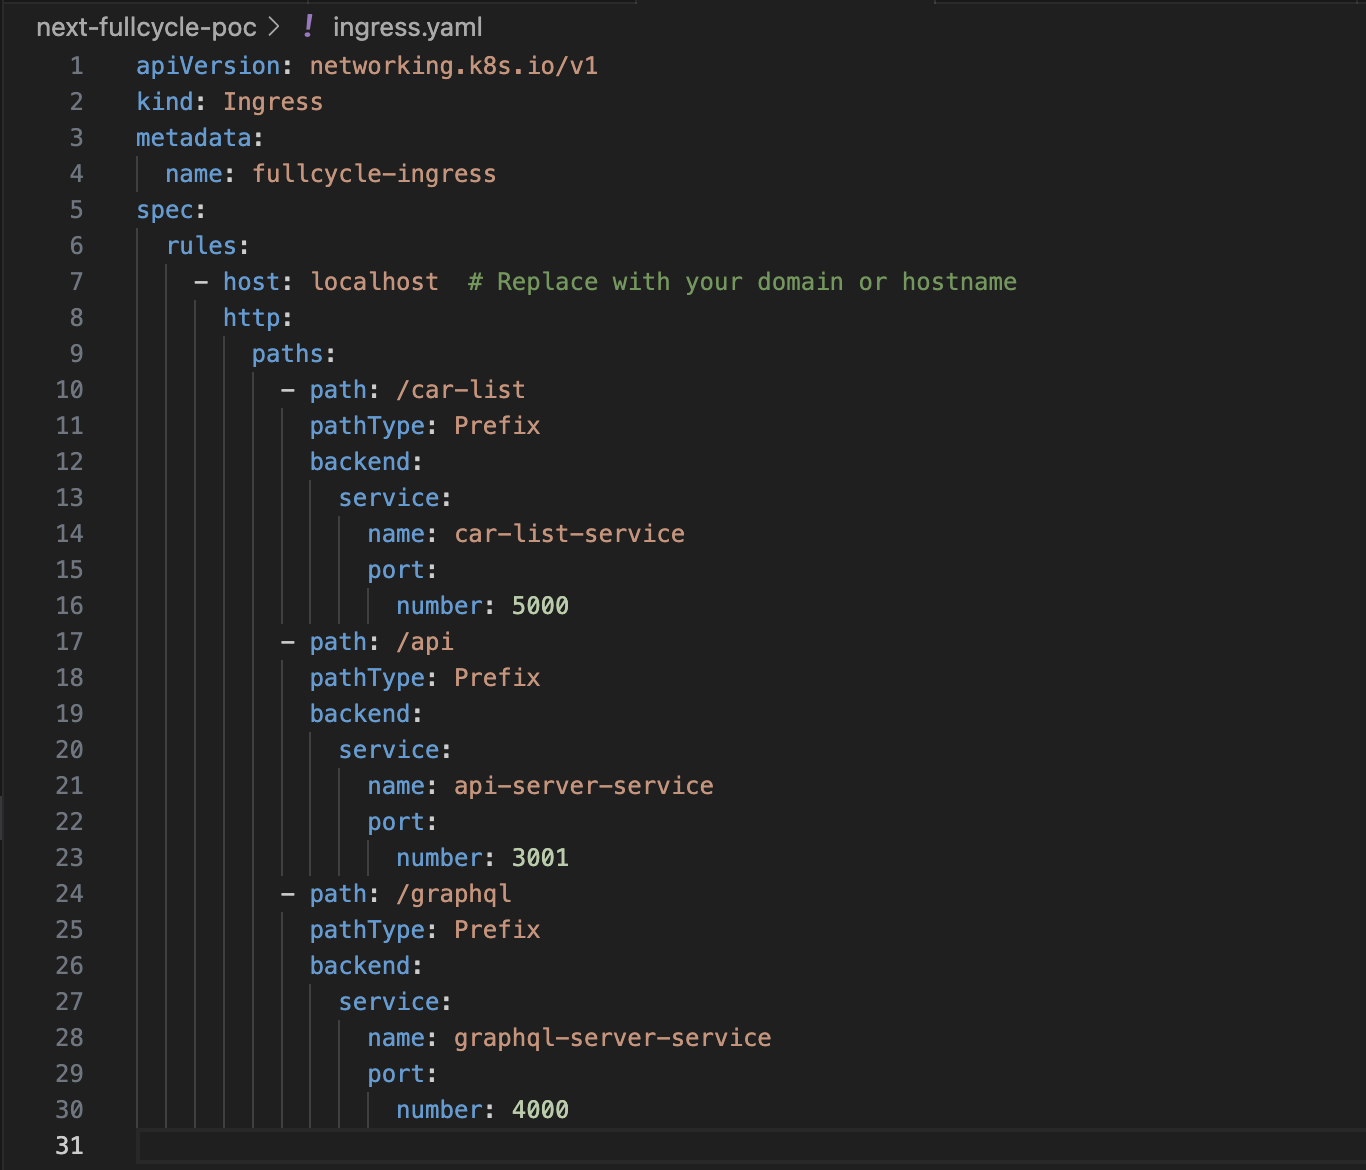 next-fullcycle-poc > ! ingress.yaml
1 apiVersion: networking.k8s.io/v1
2 kind: Ingress
3 metadata:
4   name: fullcycle-ingress
5 spec:
6   rules:
7     - host: localhost  # Replace with your domain or hostname
8       http:
9         paths:
10           - path: /car-list
11             pathType: Prefix
12             backend:
13               service:
14                 name: car-list-service
15                 port:
16                   number: 5000
17           - path: /api
18             pathType: Prefix
19             backend:
20               service:
21                 name: api-server-service
22                 port:
23                   number: 3001
24           - path: /graphql
25             pathType: Prefix
26             backend:
27               service:
28                 name: graphql-server-service
29                 port:
30                   number: 4000
31